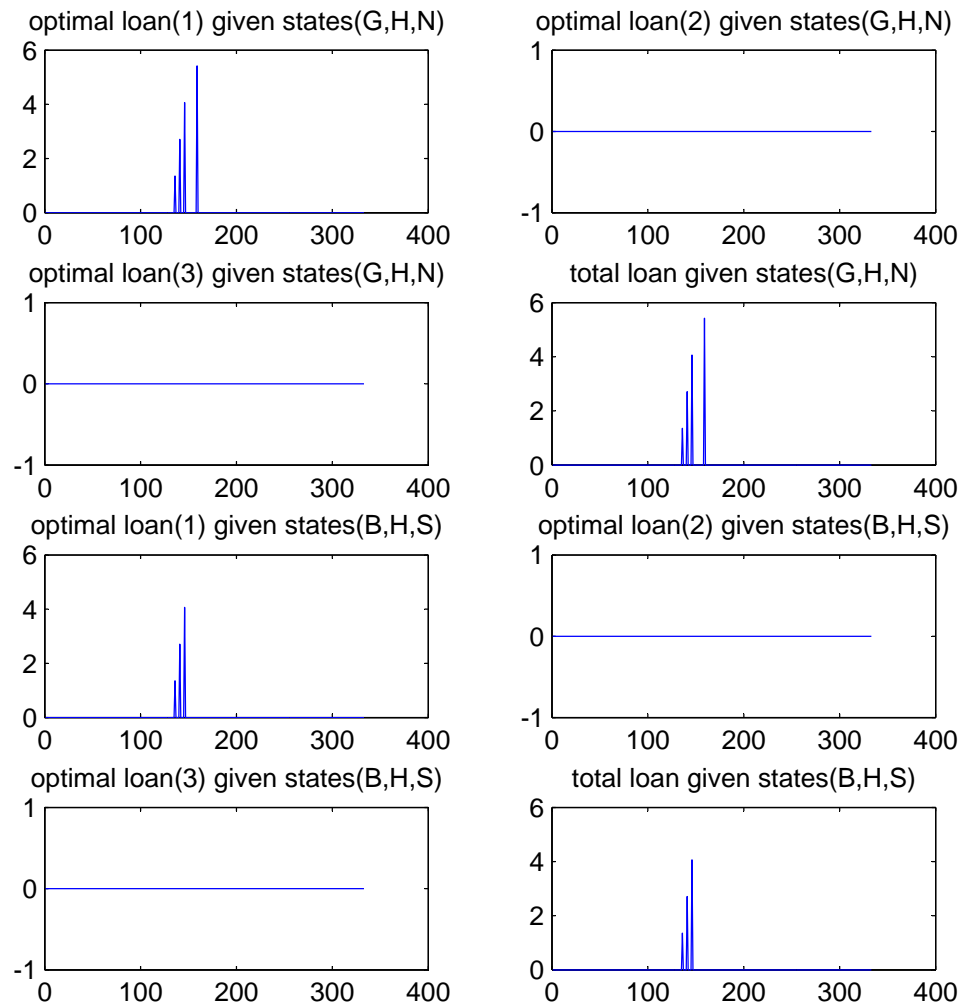 optimal loan(1) given states(G,H,N)
6
4
2
0
0 100 200 300 400
optimal loan(2) given states(G,H,N)
1
0
-1
0 100 200 300 400
optimal loan(3) given states(G,H,N)
1
0
-1
0 100 200 300 400
total loan given states(G,H,N)
6
4
2
0
0 100 200 300 400
optimal loan(1) given states(B,H,S)
6
4
2
0
0 100 200 300 400
optimal loan(2) given states(B,H,S)
1
0
-1
0 100 200 300 400
optimal loan(3) given states(B,H,S)
1
0
-1
0 100 200 300 400
total loan given states(B,H,S)
6
4
2
0
0 100 200 300 400